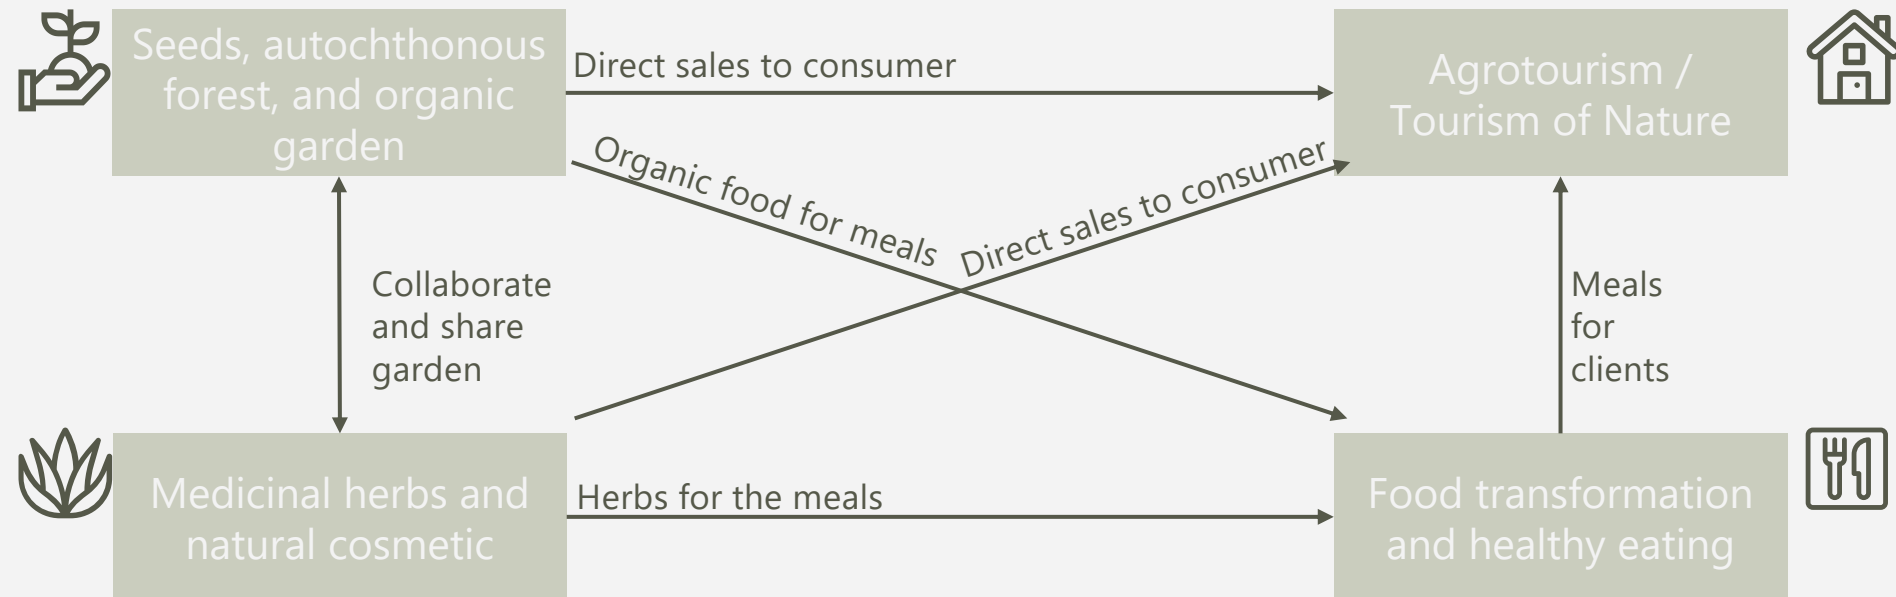 Seeds, autochthonous
forest, and organic
garden
Direct sales to consumer
Agrotourism /
Tourism of Nature
Organic food for meals
Direct sales to consumer
Collaborate
and share
garden
Meals
for
clients
Medicinal herbs and
natural cosmetic
Herbs for the meals
Food transformation
and healthy eating